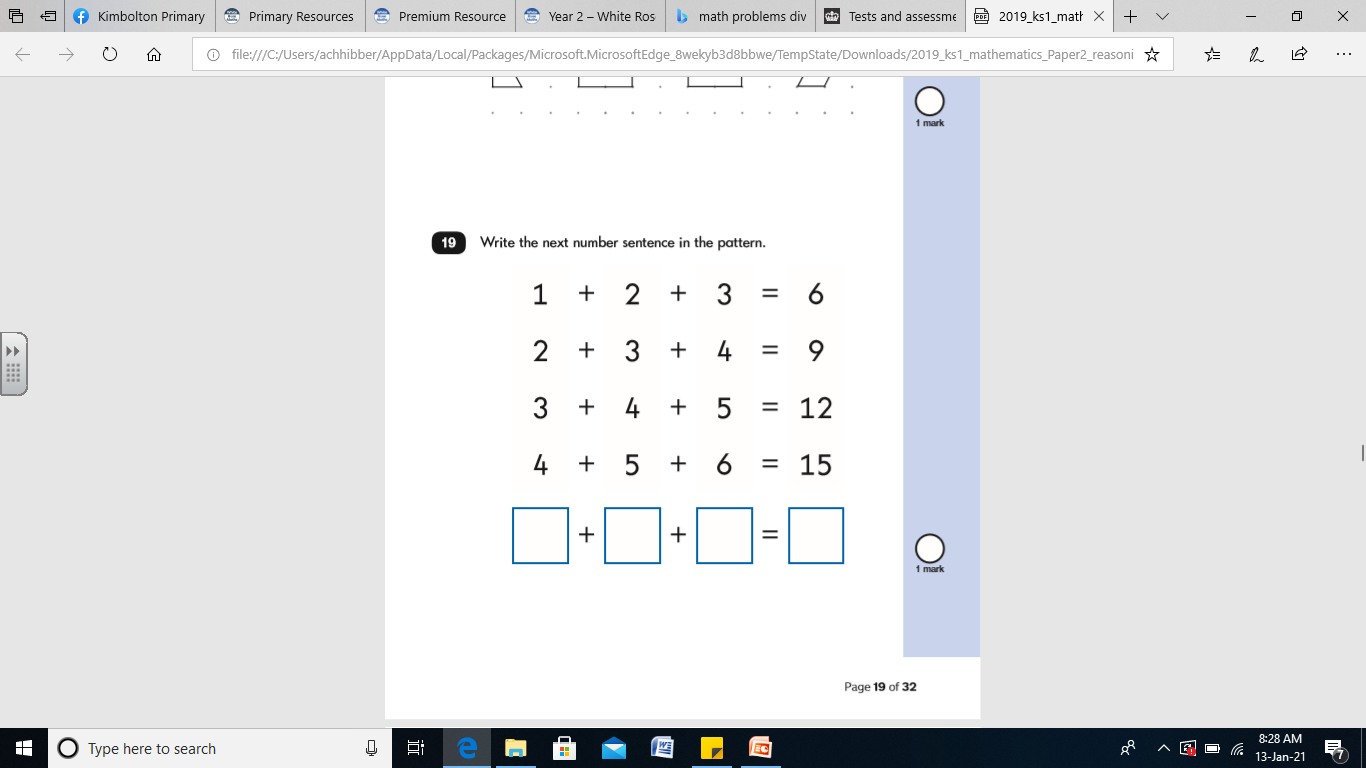 Kimbolton Primary
Primary Resources
Premium Resource
Year 2 – White Ros
math problems div
Tests and assessme
2019_ks1_math
file:///C:/Users/achhibber/AppData/Local/Packages/Microsoft.MicrosoftEdge_8wekyb3d8bbwe/TempState/Downloads/2019_ks1_mathematics_Paper2_reasoni
1 mark
19 Write the next number sentence in the pattern.
1 + 2 + 3 = 6
2 + 3 + 4 = 9
3 + 4 + 5 = 12
4 + 5 + 6 = 15
+ + =
1 mark
Page 19 of 32
Type here to search
8:28 AM
13-Jan-21
7